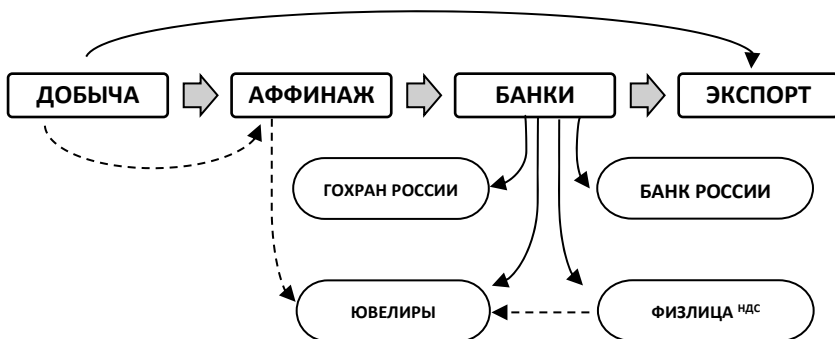 ДОБЫЧА
АФФИНАЖ
БАНКИ
ЭКСПОРТ
ГОХРАН РОССИИ
БАНК РОССИИ
ЮВЕЛИРЫ
ФИЗЛИЦА НДС